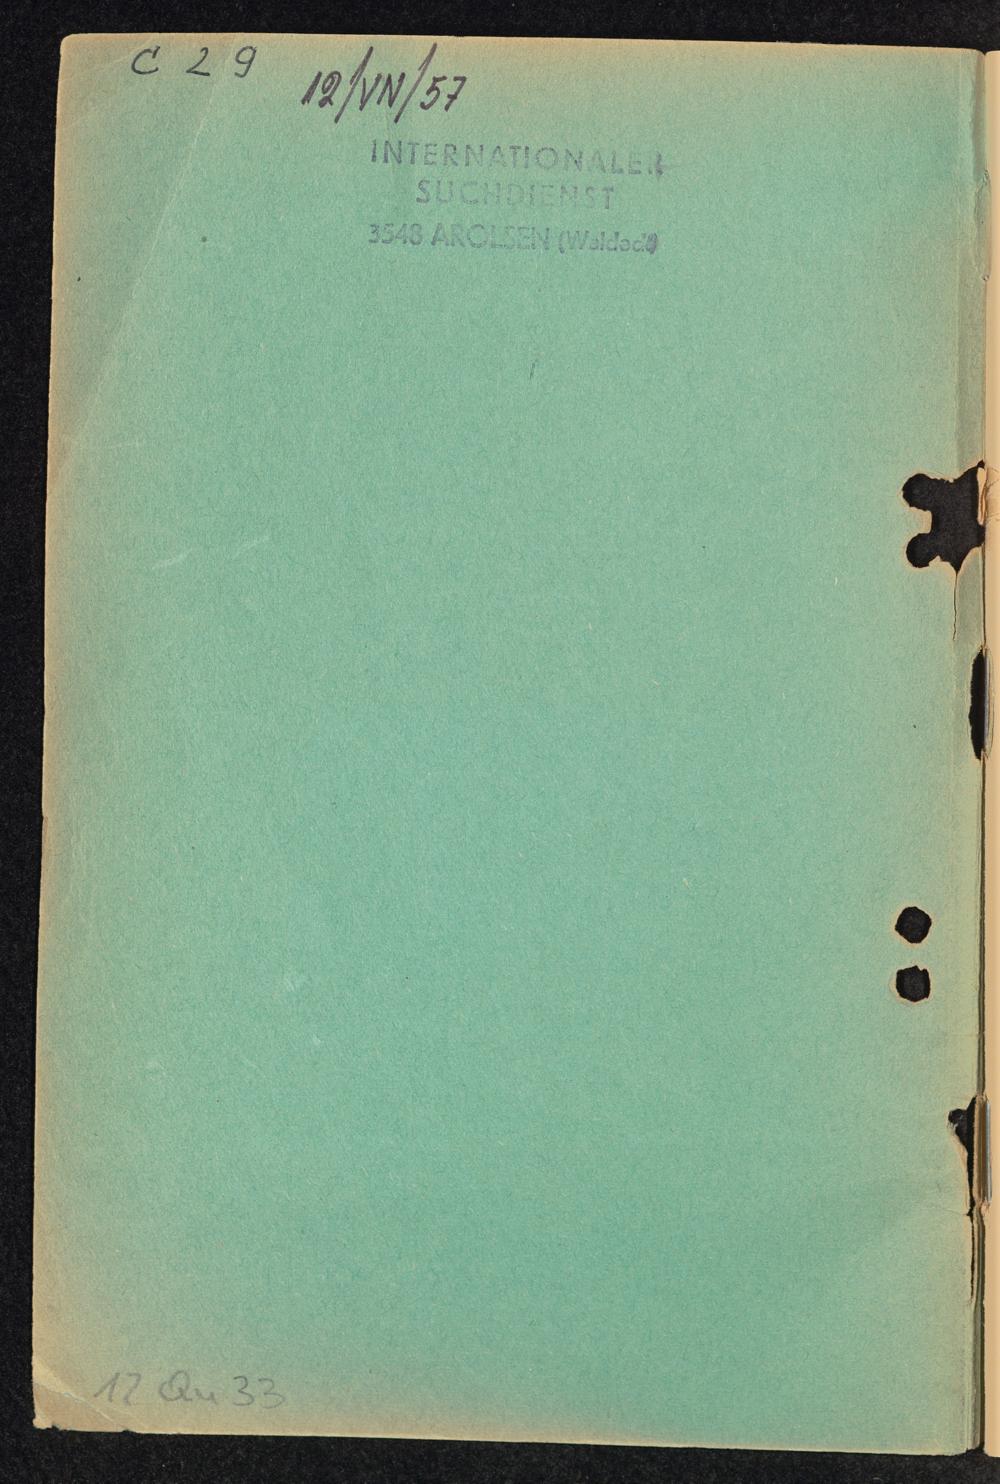 C 29
12/VN/57
INTERNATIONALER
SUCHDIENST
3548 AROLSEN (Waldeck)
12 Qu 33